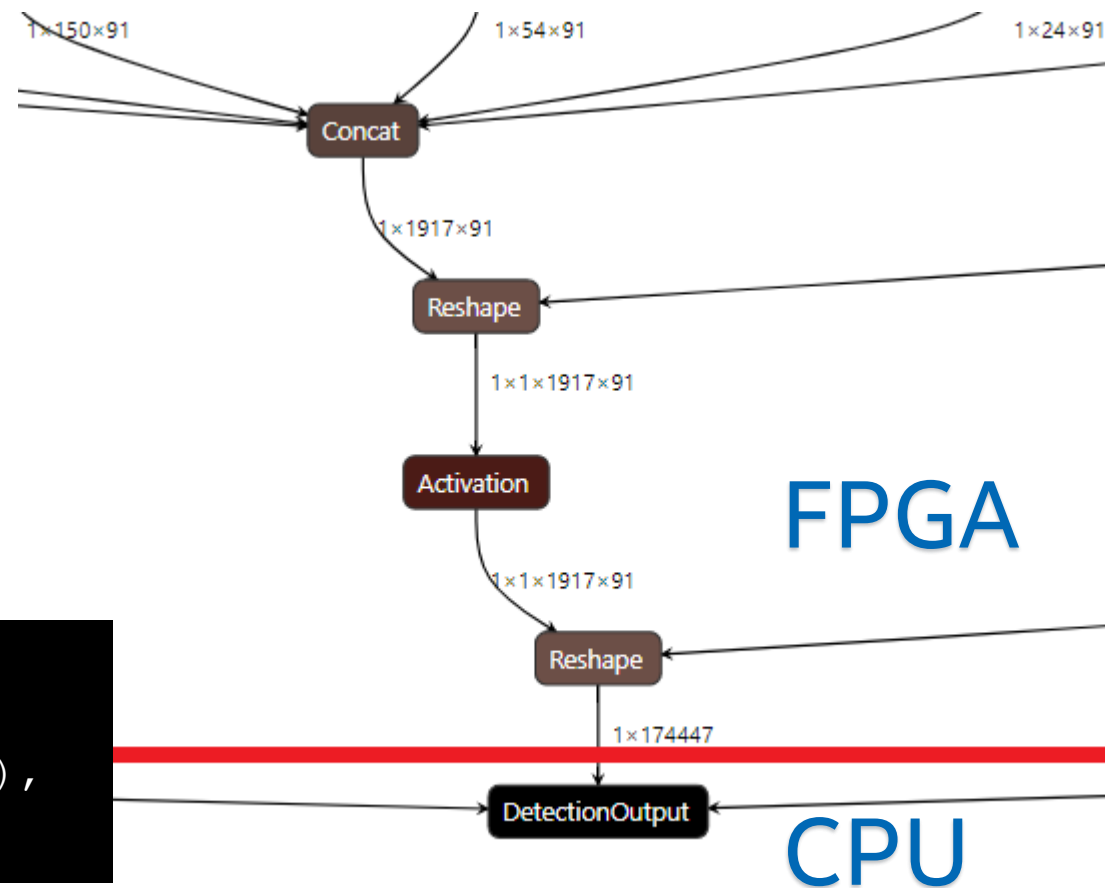 1×150×91
1×54×91
1×24×91
Concat
1×1917×91
Reshape
1×1×1917×91
Activation
FPGA
1×1×1917×91
Reshape
1×174447
),
DetectionOutput
CPU